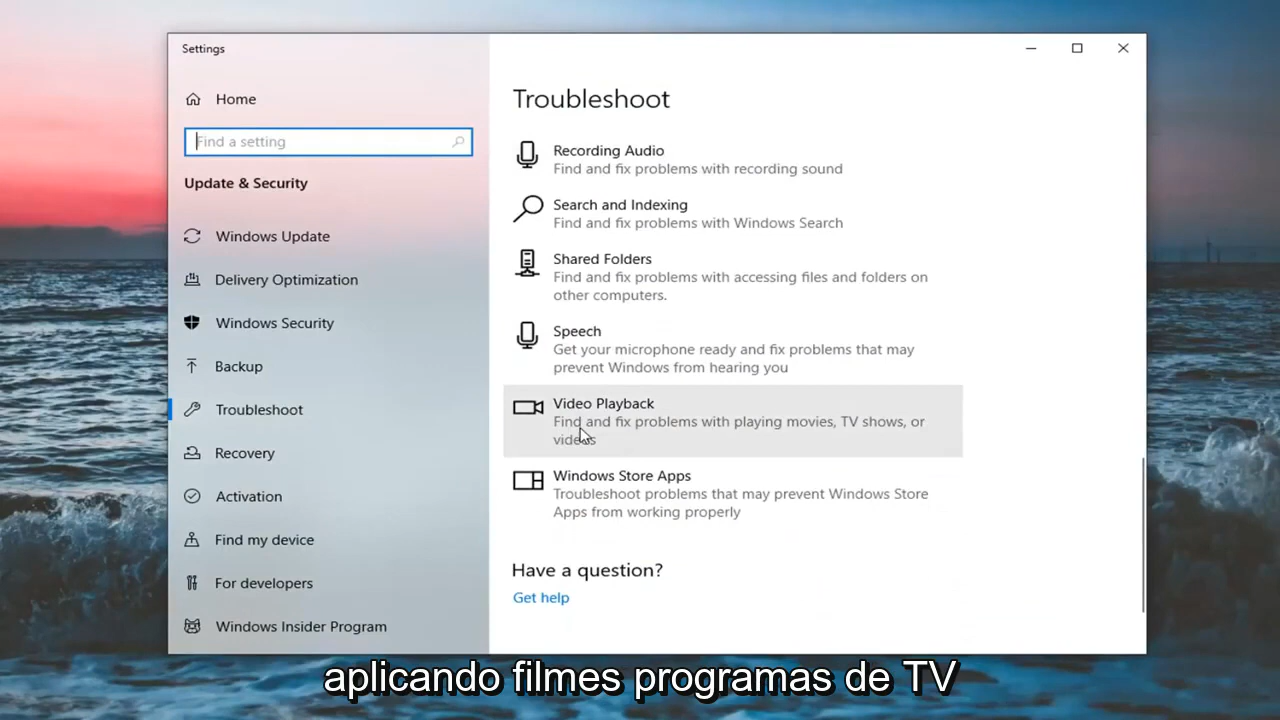 Settings
Home
Find a setting
Update & Security
Windows Update
Delivery Optimization
Windows Security
Backup
Troubleshoot
Recovery
Activation
Find my device
For developers
Windows Insider Program
Troubleshoot
Recording Audio
Find and fix problems with recording sound
Search and Indexing
Find and fix problems with Windows Search
Shared Folders
Find and fix problems with accessing files and folders on
other computers.
Speech
Get your microphone ready and fix problems that may
prevent Windows from hearing you
Video Playback
Find and fix problems with playing movies, TV shows, or
videos
Windows Store Apps
Troubleshoot problems that may prevent Windows Store
Apps from working properly
Have a question?
Get help
aplicando filmes programas de TV